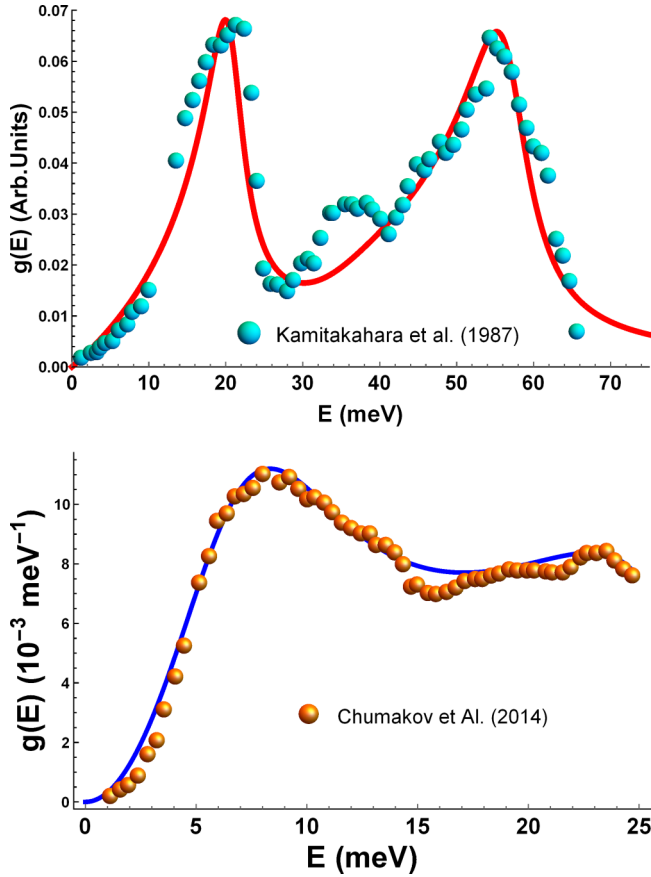 0.07
0.06
0.05
0.04
0.03
0.02
0.01
0.00
g(E) (Arb.Units)
Kamitakahara et al. (1987)
0 10 20 30 40 50 60 70
E (meV)
10
8
6
4
2
0
g(E) (10⁻³ meV⁻¹)
Chumakov et Al. (2014)
0 5 10 15 20 25
E (meV)